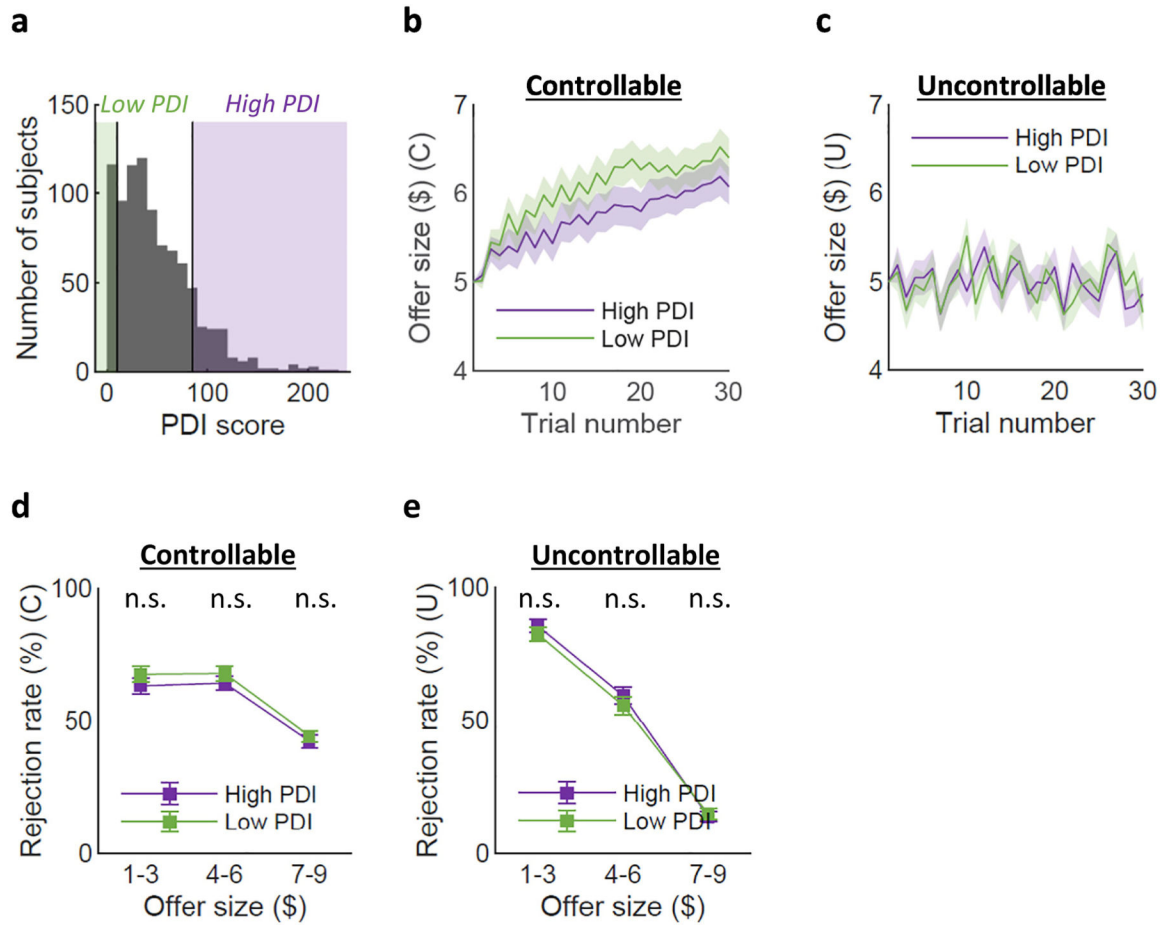 a
Low PDI High PDI
150
100
50
0
0 100 200
Number of subjects
PDI score
b
Controllable
7
6
5
4
10 20 30
Offer size ($) (C)
High PDI
Low PDI
Trial number
c
Uncontrollable
7
6
5
4
10 20 30
Offer size ($) (U)
High PDI
Low PDI
Trial number
d
Controllable
100
50
0
n.s. n.s. n.s.
Rejection rate (%) (C)
High PDI
Low PDI
1-3 4-6 7-9
Offer size ($)
e
Uncontrollable
100
50
0
n.s. n.s. n.s.
Rejection rate (%) (U)
High PDI
Low PDI
1-3 4-6 7-9
Offer size ($)